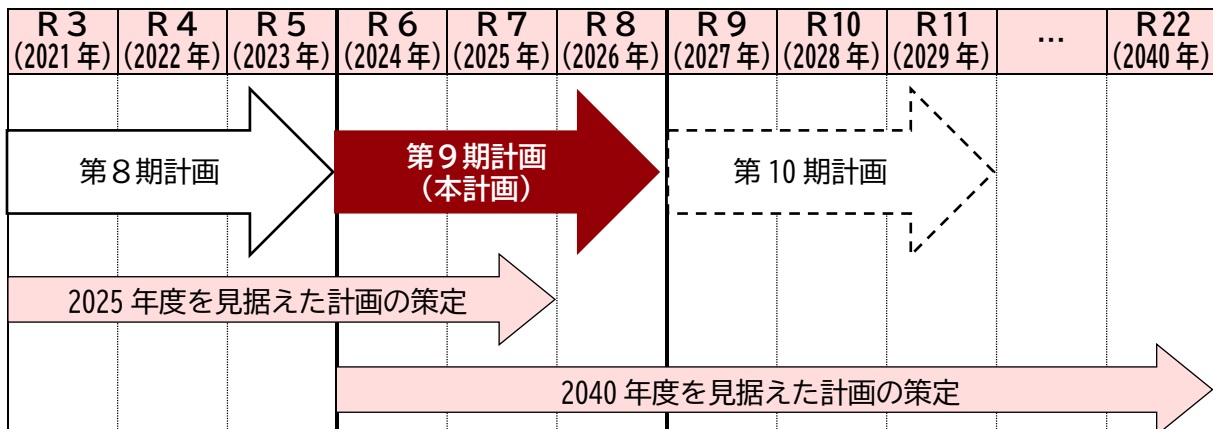 R3 R4 R5 R6 R7 R8 R9 R10 R11 … R22
(2021年) (2022年) (2023年) (2024年) (2025年) (2026年) (2027年) (2028年) (2029年) (2040年)
第8期計画
第9期計画
(本計画)
第10期計画
2025年度を見据えた計画の策定
2040年度を見据えた計画の策定